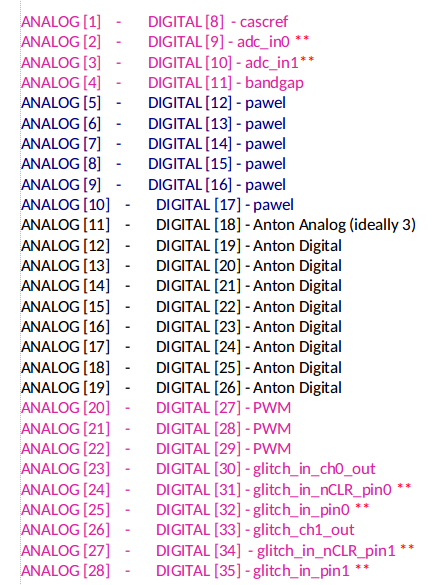 ANALOG [1] - DIGITAL [8] - cascref
ANALOG [2] - DIGITAL [9] - adc_in0 **
ANALOG [3] - DIGITAL [10] - adc_in1**
ANALOG [4] - DIGITAL [11] - bandgap
ANALOG [5] - DIGITAL [12] - pawel
ANALOG [6] - DIGITAL [13] - pawel
ANALOG [7] - DIGITAL [14] - pawel
ANALOG [8] - DIGITAL [15] - pawel
ANALOG [9] - DIGITAL [16] - pawel
ANALOG [10] - DIGITAL [17] - pawel
ANALOG [11] - DIGITAL [18] - Anton Analog (ideally 3)
ANALOG [12] - DIGITAL [19] - Anton Digital
ANALOG [13] - DIGITAL [20] - Anton Digital
ANALOG [14] - DIGITAL [21] - Anton Digital
ANALOG [15] - DIGITAL [22] - Anton Digital
ANALOG [16] - DIGITAL [23] - Anton Digital
ANALOG [17] - DIGITAL [24] - Anton Digital
ANALOG [18] - DIGITAL [25] - Anton Digital
ANALOG [19] - DIGITAL [26] - Anton Digital
ANALOG [20] - DIGITAL [27] - PWM
ANALOG [21] - DIGITAL [28] - PWM
ANALOG [22] - DIGITAL [29] - PWM
ANALOG [23] - DIGITAL [30] - glitch_in_ch0_out
ANALOG [24] - DIGITAL [31] - glitch_in_nCLR_pin0 **
ANALOG [25] - DIGITAL [32] - glitch_in_pin0 **
ANALOG [26] - DIGITAL [33] - glitch_ch1_out
ANALOG [27] - DIGITAL [34] - glitch_in_nCLR_pin1 **
ANALOG [28] - DIGITAL [35] - glitch_in_pin1 **